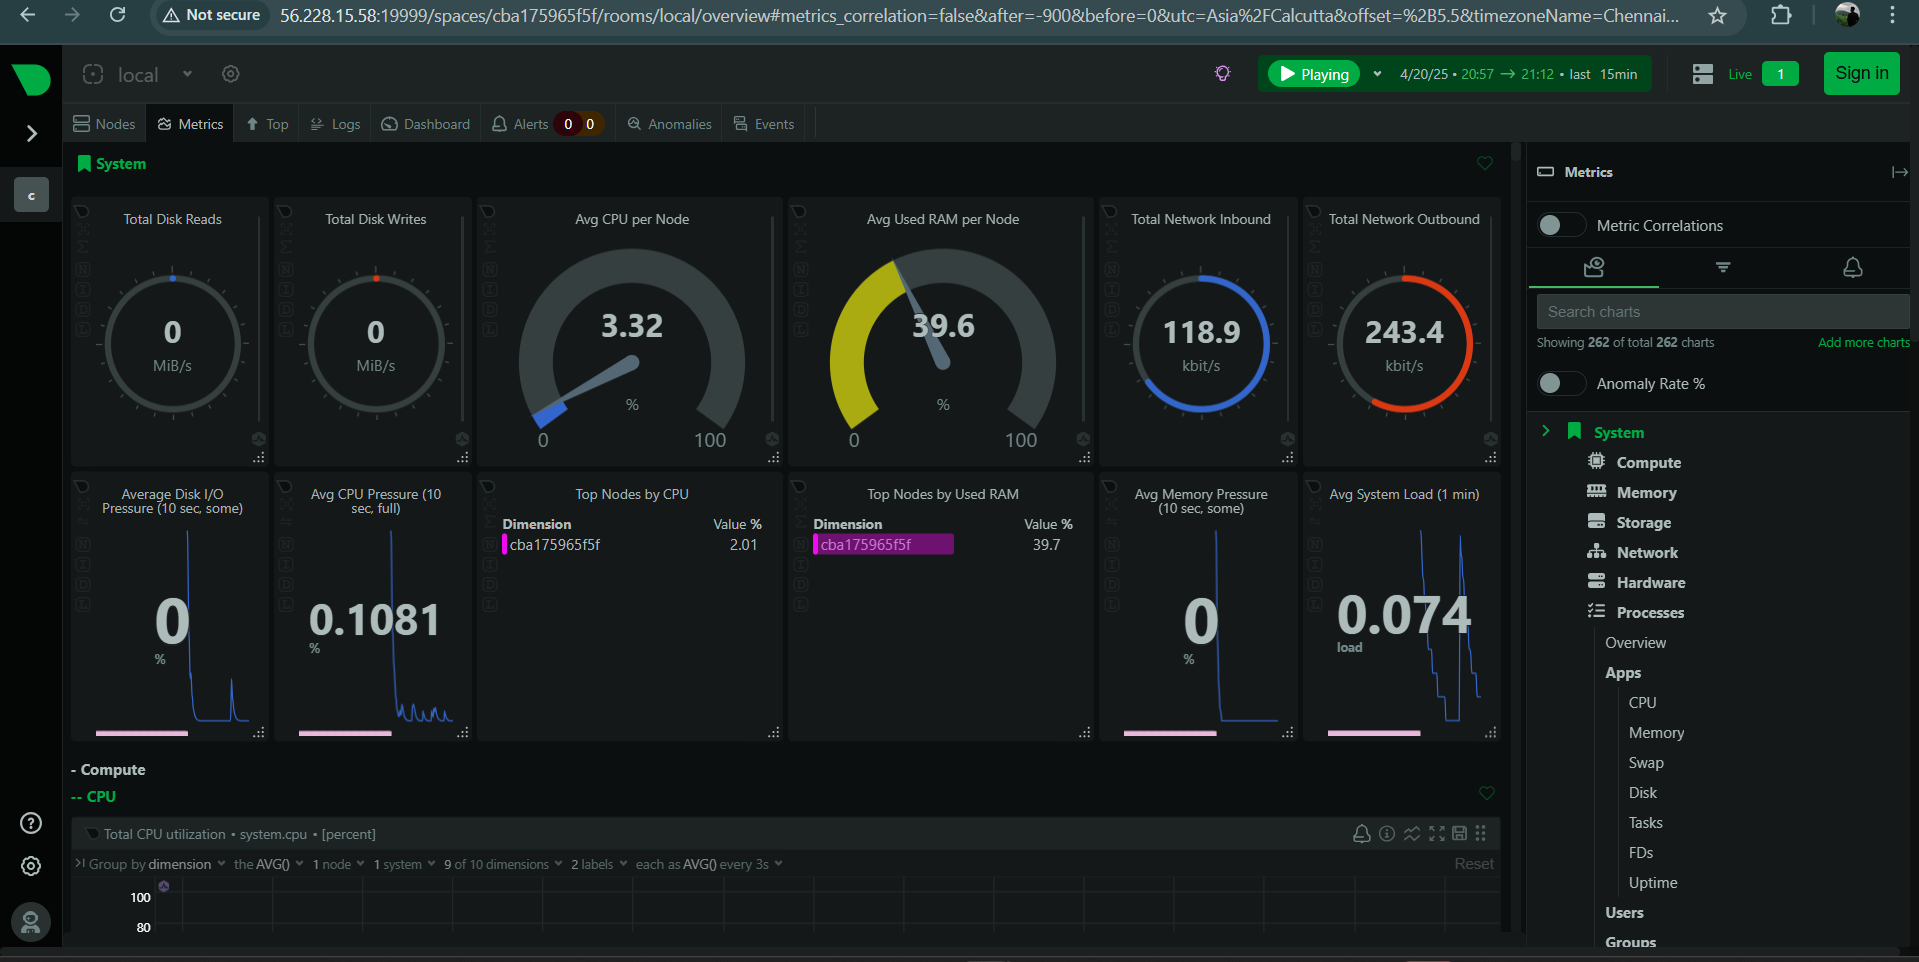 Not secure 56.228.15.58:19999/spaces/cba175965f5f/rooms/local/overview#metrics_correlation=false&after=-900&before=0&utc=Asia%2FCalcutta&offset=%2B5.5&timezoneName=Chennai...
local
Playing 4/20/25 • 20:57 → 21:12 • last 15min
Live 1 Sign in
Nodes Metrics Top Logs Dashboard Alerts 0 0 Anomalies Events
c
System
Total Disk Reads
N
I
D
L
0
MiB/s
Total Disk Writes
N
I
D
L
0
MiB/s
Avg CPU per Node
N
I
D
L
3.32
%
0 100
Avg Used RAM per Node
N
I
D
L
39.6
%
0 100
Total Network Inbound
N
I
D
L
118.9
kbit/s
Total Network Outbound
N
I
D
L
243.4
kbit/s
Average Disk I/O
Pressure (10 sec, some)
N
I
D
L
0
%
Avg CPU Pressure (10
sec, full)
N
I
D
L
0.1081
%
Top Nodes by CPU
N
I
D
L
Dimension Value %
cba175965f5f 2.01
Top Nodes by Used RAM
N
I
D
L
Dimension Value %
cba175965f5f 39.7
Avg Memory Pressure
(10 sec, some)
N
I
D
L
0
%
Avg System Load (1 min)
N
I
D
L
0.074
load
- Compute
-- CPU
Total CPU utilization • system.cpu • [percent]
Group by dimension the AVG() 1 node 1 system 9 of 10 dimensions 2 labels each as AVG() every 3s Reset
100
80
Metrics
Metric Correlations
Search charts
Showing 262 of total 262 charts Add more charts
Anomaly Rate %
System
Compute
Memory
Storage
Network
Hardware
Processes
Overview
Apps
CPU
Memory
Swap
Disk
Tasks
FDs
Uptime
Users
Groups